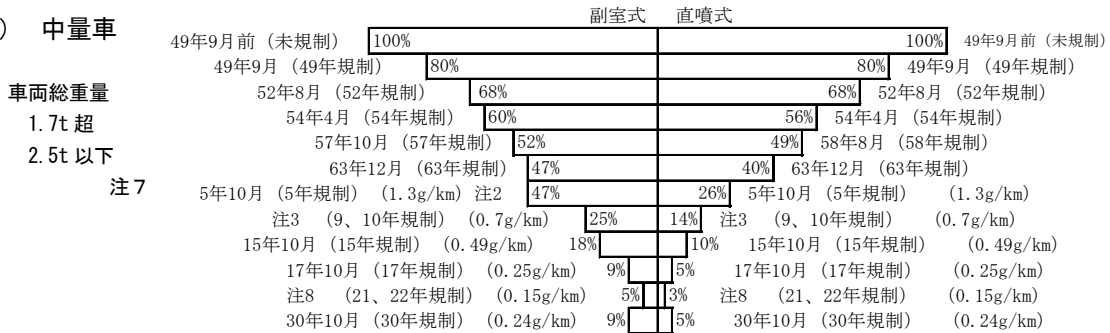 副室式 直噴式
) 中量車
49年9月前（未規制） 100% 100% 49年9月前（未規制）
49年9月（49年規制） 80% 80% 49年9月（49年規制）
車両総重量
52年8月（52年規制） 68% 68% 52年8月（52年規制）
1.7t 超
54年4月（54年規制） 60% 56% 54年4月（54年規制）
57年10月（57年規制） 52% 49% 58年8月（58年規制）
2.5t 以下
63年12月（63年規制） 47% 40% 63年12月（63年規制）
注7
5年10月（5年規制） （1.3g/km） 注2 47% 26% 5年10月（5年規制） （1.3g/km）
注3 （9、10年規制） （0.7g/km） 25% 14% 注3 （9、10年規制） （0.7g/km）
15年10月（15年規制） （0.49g/km） 18% 10% 15年10月（15年規制） （0.49g/km）
17年10月（17年規制） （0.25g/km） 9% 5% 17年10月（17年規制） （0.25g/km）
注8 （21、22年規制） （0.15g/km） 5% 3% 注8 （21、22年規制） （0.15g/km）
30年10月（30年規制） （0.24g/km） 9% 5% 30年10月（30年規制） （0.24g/km）